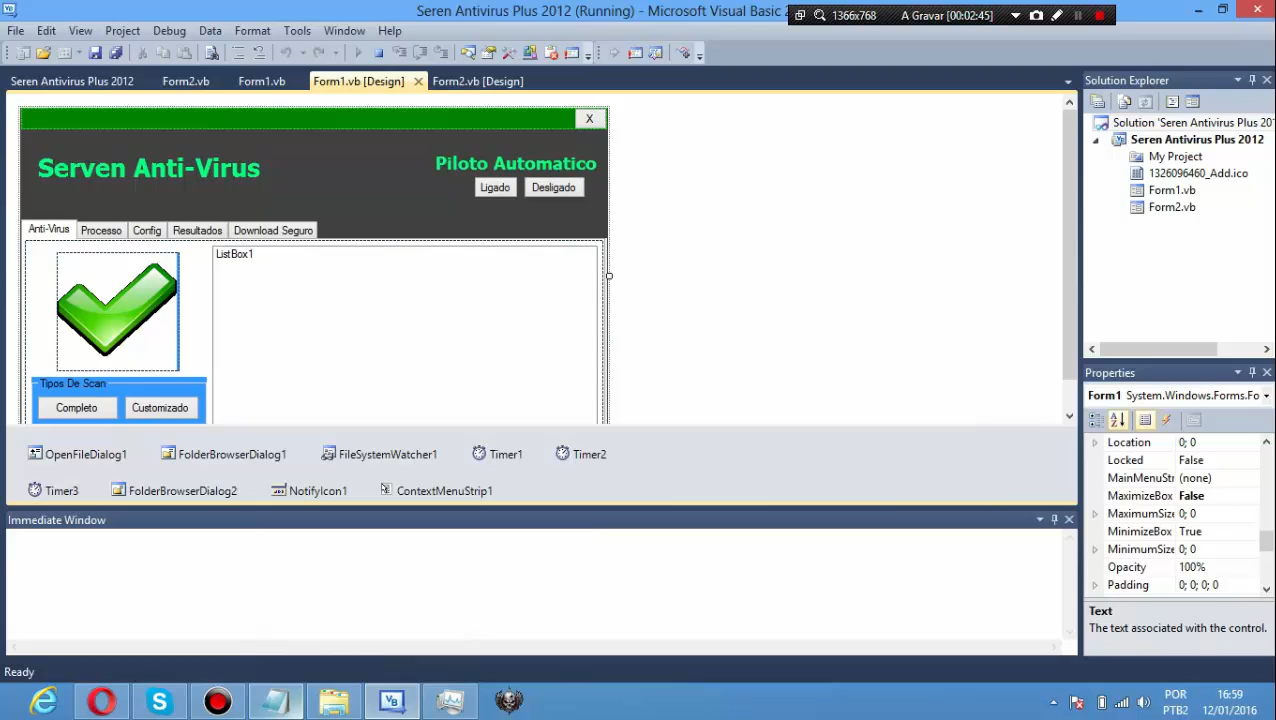 Seren Antivirus Plus 2012 (Running) - Microsoft Visual Basic 2
1366x768
A Gravar [00:02:45]
File Edit View Project Debug Data Format Tools Window Help
Seren Antivirus Plus 2012 Form2.vb Form1.vb Form1.vb [Design] Form2.vb [Design]
X
Serven Anti-Virus
Piloto Automatico
Ligado Desligado
Anti-Virus Processo Config Resultados Download Seguro
ListBox1
Tipos De Scan
Completo Customizado
OpenFileDialog1 FolderBrowserDialog1 FileSystemWatcher1 Timer1 Timer2
Timer3 FolderBrowserDialog2 NotifyIcon1 ContextMenuStrip1
Immediate Window
Solution Explorer
Solution 'Seren Antivirus Plus 201
Seren Antivirus Plus 2012
My Project
1326096460_Add.ico
Form1.vb
Form2.vb
Properties
Form1 System.Windows.Forms.Fo
Location 0; 0
Locked False
MainMenuStri (none)
MaximizeBox False
MaximumSize 0; 0
MinimizeBox True
MinimumSize 0; 0
Opacity 100%
Padding 0; 0; 0; 0
Text
The text associated with the control.
Ready
POR 16:59
PTB2 12/01/2016